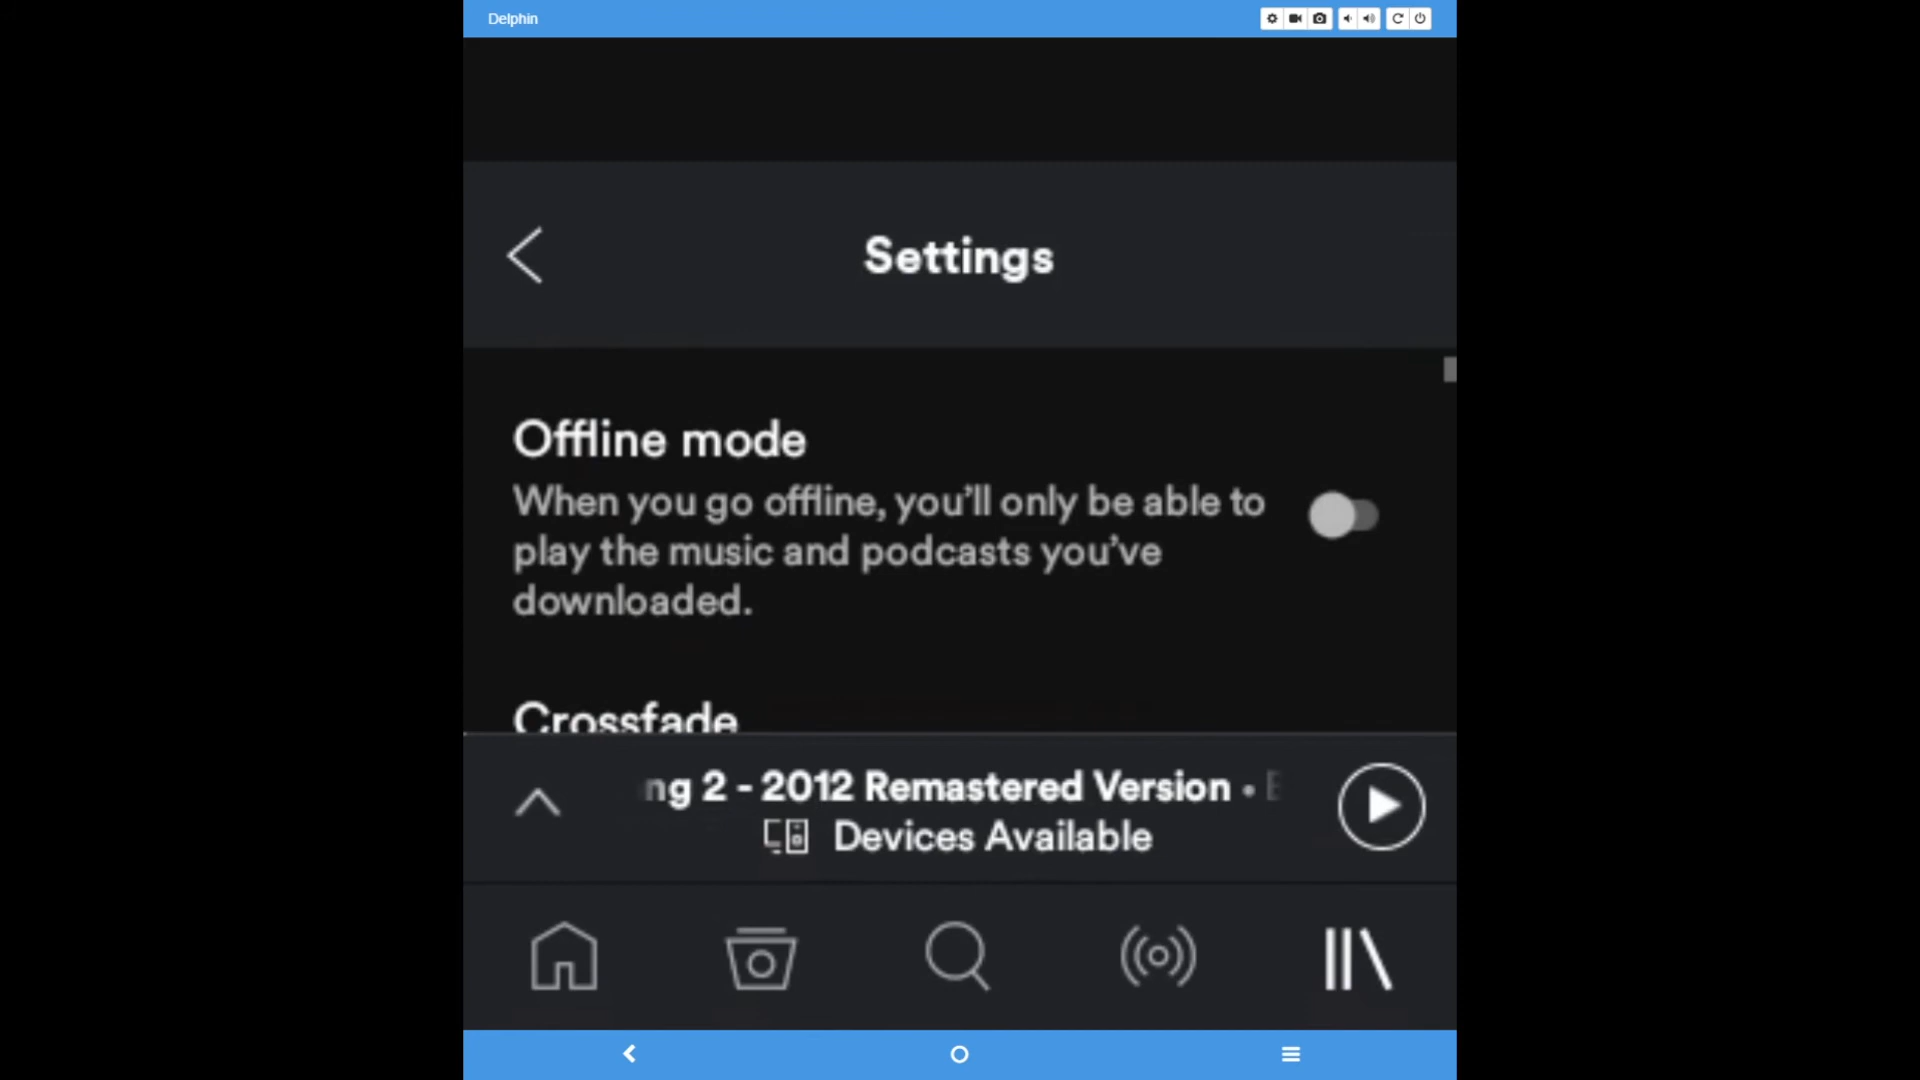 Delphin
Settings
Offline mode
When you go offline, you'll only be able to
play the music and podcasts you've
downloaded.
Crossfade
ng 2 - 2012 Remastered Version •
Devices Available